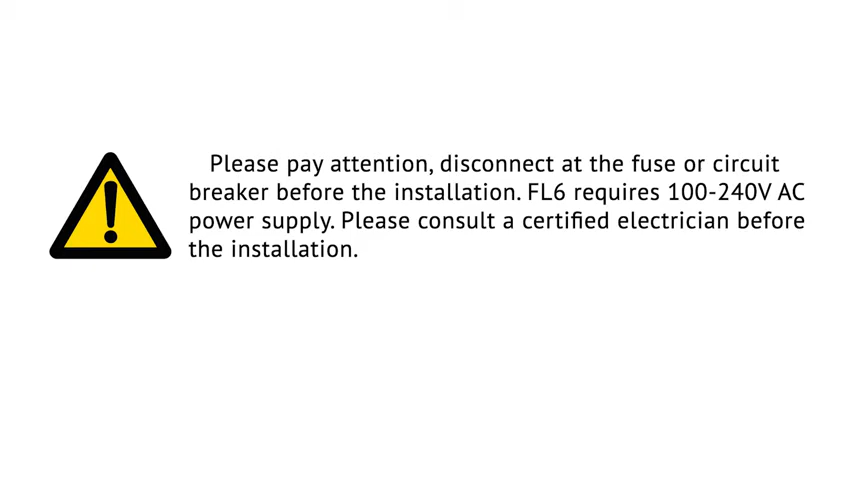 Please pay attention, disconnect at the fuse or circuit
breaker before the installation. FL6 requires 100-240V AC
power supply. Please consult a certified electrician before
the installation.